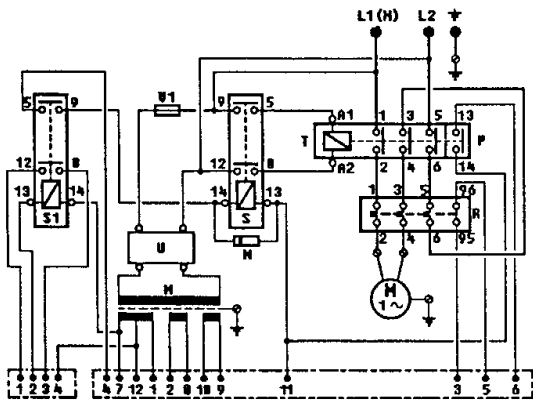 L1(N) L2
5 9 V1 9 5 A1 1 3 5 13
T P
12 8 12 8 A2 2 4 6 14
13 14 14 13 1 3 5 96
S1 S R
U N 2 4 6 95
M M
1~
1 2 3 4 4 7 12 1 2 8 10 9 11 3 5 6